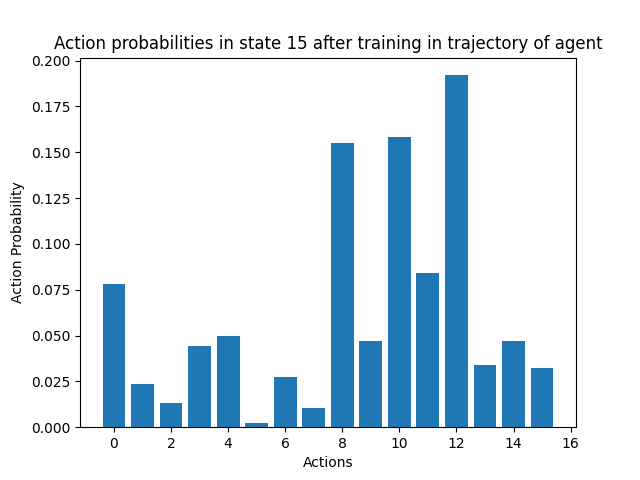 Action probabilities in state 15 after training in trajectory of agent
0.200
0.175
0.150
0.125
0.100
0.075
0.050
0.025
0.000
Action Probability
0 2 4 6 8 10 12 14 16
Actions